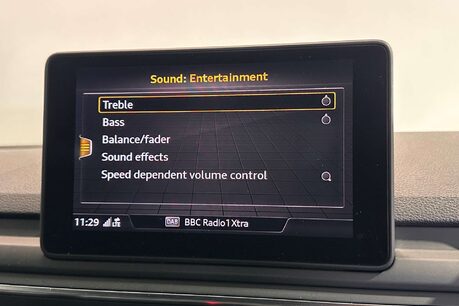 Sound: Entertainment
Treble
Bass
Balance/fader
Sound effects
Speed dependent volume control
11:29 LTE DAB BBC Radio1Xtra